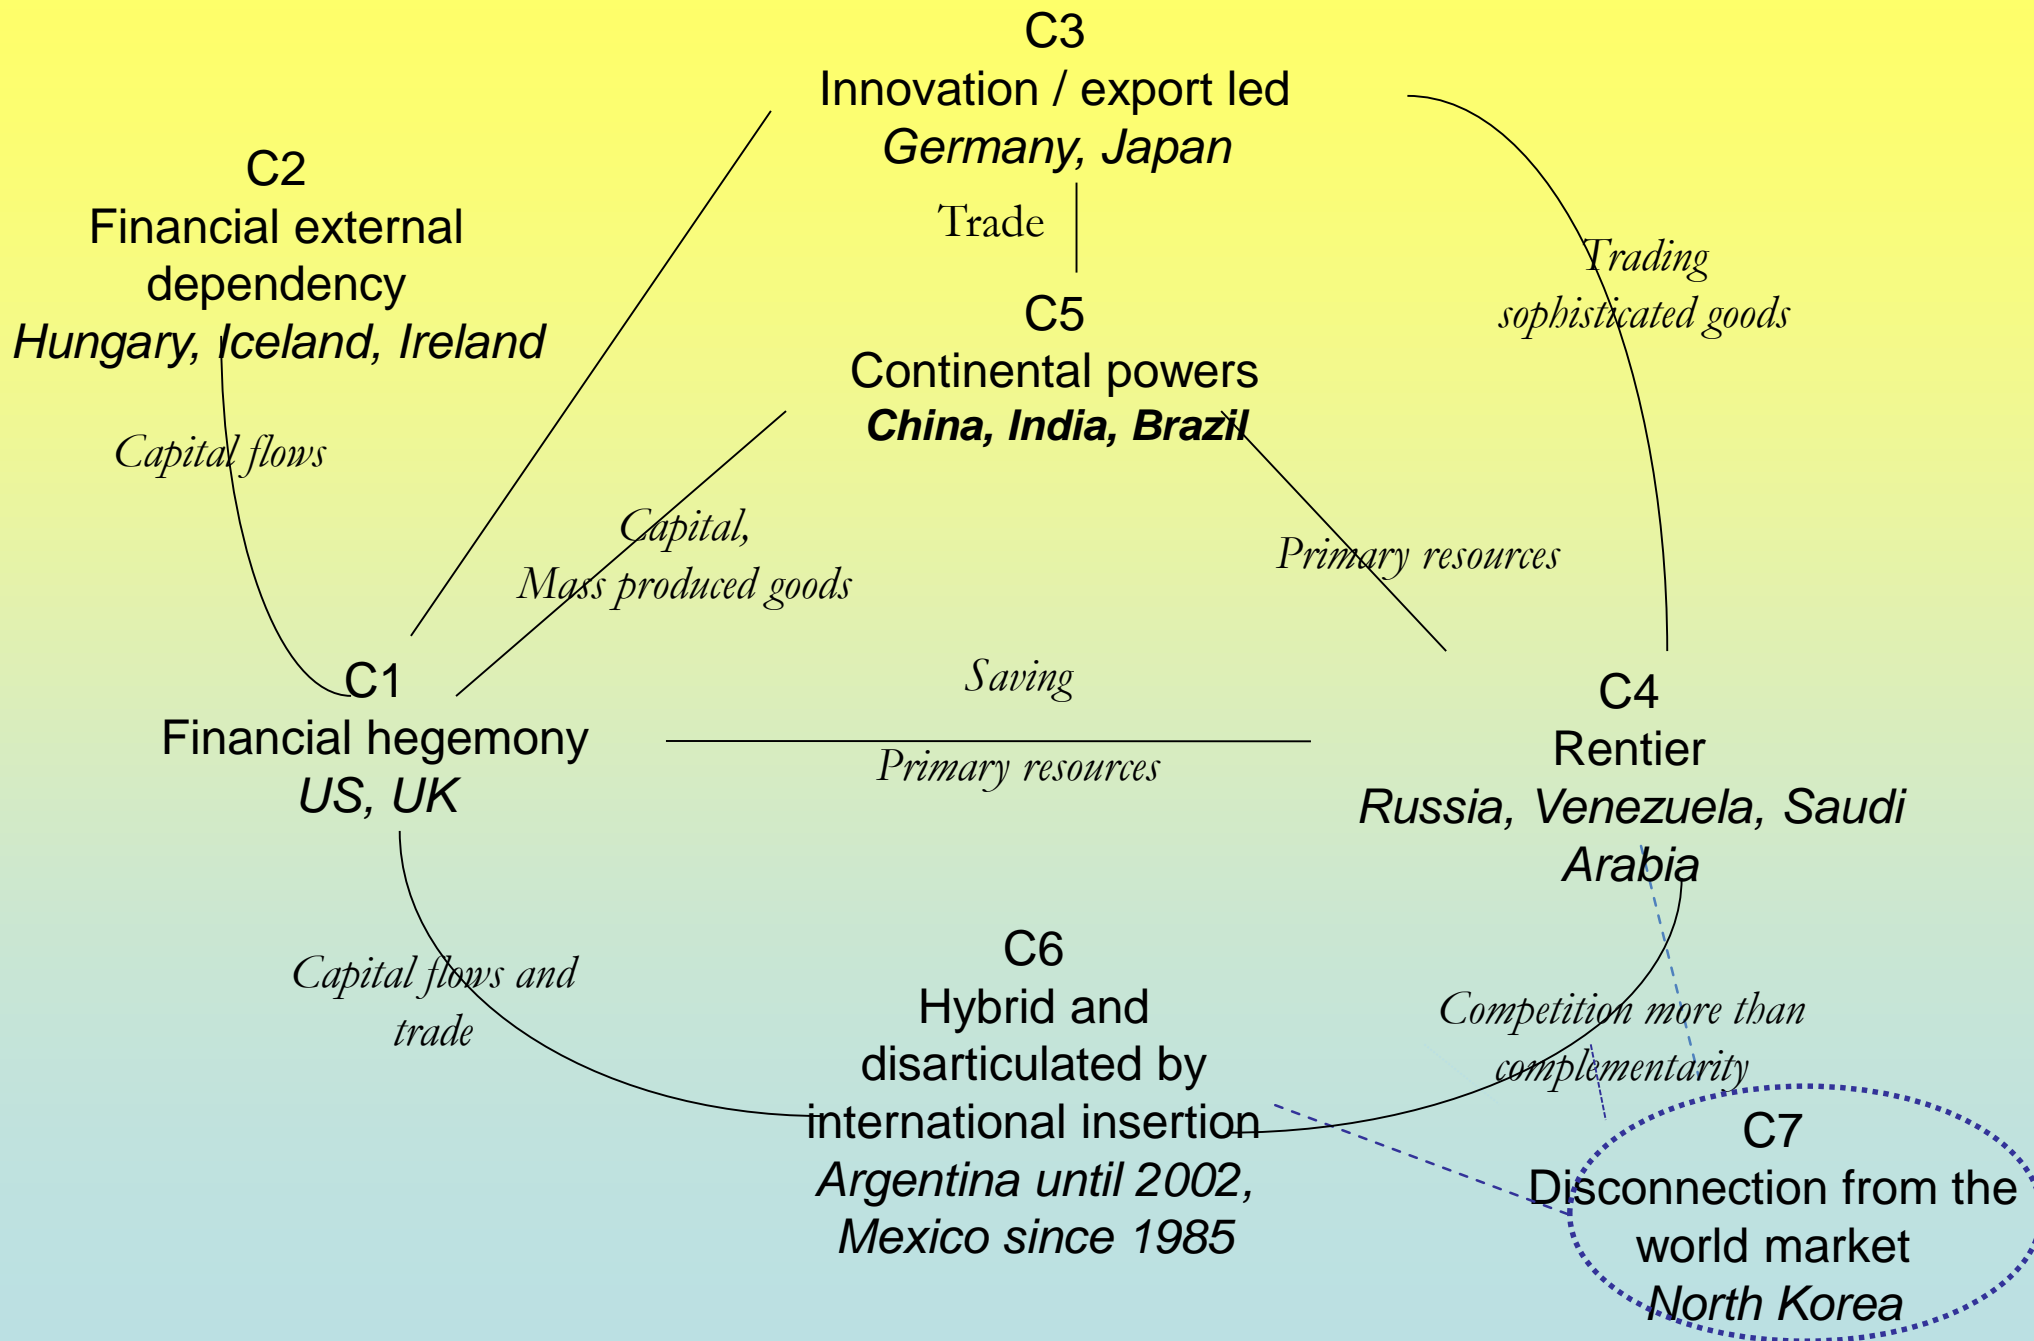 C3
Innovation / export led
Germany, Japan
C2
Financial external
dependency
Hungary, Iceland, Ireland
Trade
Trading
sophisticated goods
C5
Continental powers
China, India, Brazil
Capital flows
Capital,
Mass produced goods
Primary resources
C1
Financial hegemony
US, UK
Saving
Primary resources
C4
Rentier
Russia, Venezuela, Saudi
Arabia
Capital flows and
trade
C6
Hybrid and
disarticulated by
international insertion
Argentina until 2002,
Mexico since 1985
Competition more than
complementarity
C7
Disconnection from the
world market
North Korea